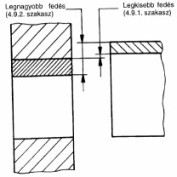 Legnagyobb fedés
(4.9.2. szakasz)
Legkisebb fedés
(4.9.1. szakasz)